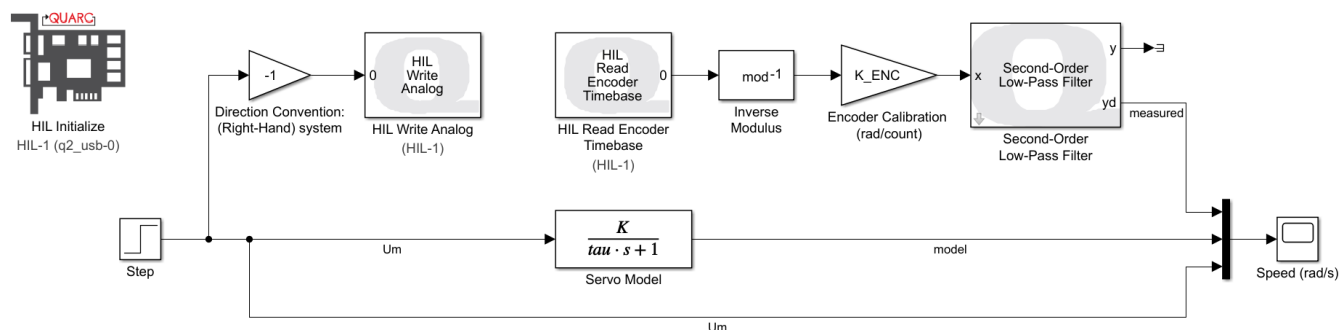 QUARC
HIL Initialize
HIL-1 (q2_usb-0)
-1
Direction Convention:
(Right-Hand) system
0
HIL
Write
Analog
HIL Write Analog
(HIL-1)
HIL
Read
Encoder
Timebase
0
HIL Read Encoder
Timebase
(HIL-1)
mod -1
Inverse
Modulus
K_ENC
Encoder Calibration
(rad/count)
x
Second-Order
Low-Pass Filter
y
yd
Second-Order
Low-Pass Filter
measured
Step
Um
K
tau · s + 1
Servo Model
model
Speed (rad/s)
Um